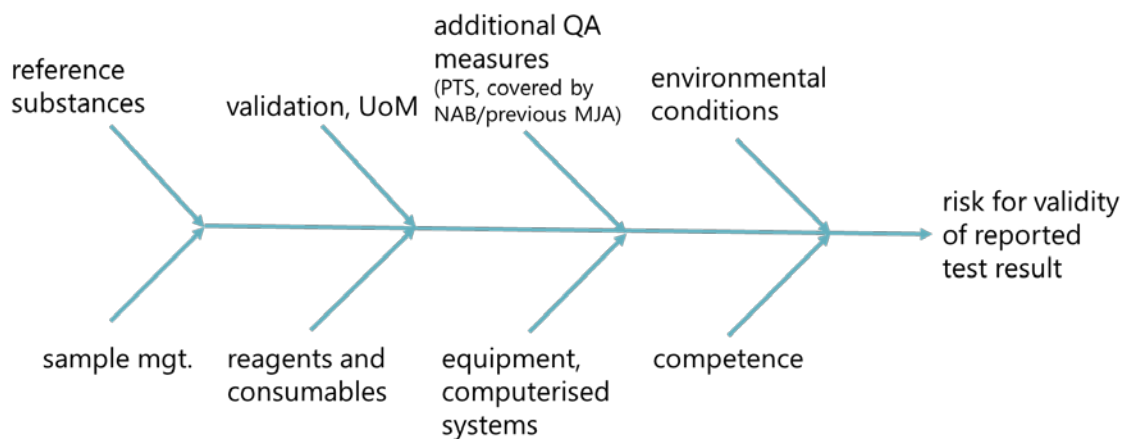 reference
substances
validation, UoM
additional QA
measures
(PTS, covered by
NAB/previous MJA)
environmental
conditions
risk for validity
of reported
test result
sample mgt.
reagents and
consumables
equipment,
computerised
systems
competence